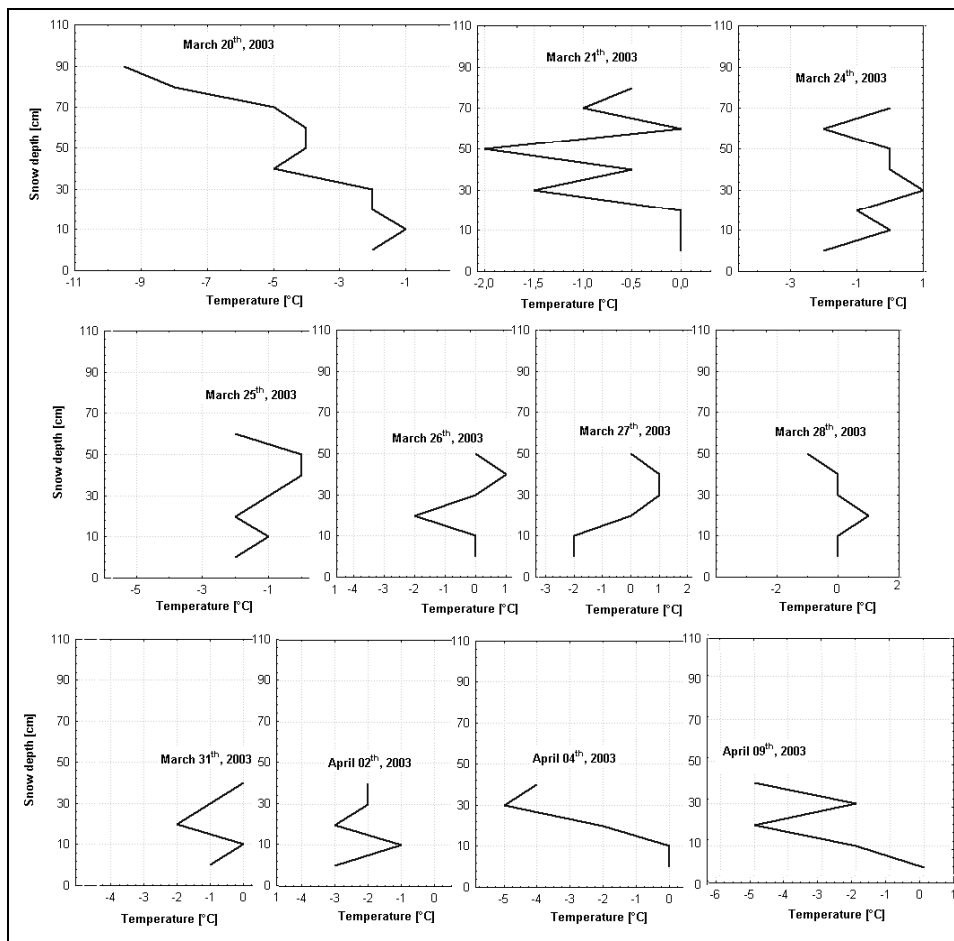 March 20th, 2003
Snow depth [cm]
110
90
70
50
30
10
0
-11 -9 -7 -5 -3 -1
Temperature [°C]
March 21th, 2003
110
90
70
50
30
10
0
-2,0 -1,5 -1,0 -0,5 0,0
Temperature [°C]
March 24th, 2003
110
90
70
50
30
10
0
-3 -2 -1 0 1
Temperature [°C]
March 25th, 2003
Snow depth [cm]
110
90
70
50
30
10
0
-5 -3 -1
Temperature [°C]
March 26th, 2003
110
90
70
50
30
10
0
1 -4 -3 -2 -1 0 1
Temperature [°C]
March 27th, 2003
110
90
70
50
30
10
0
-3 -2 -1 0 1 2
Temperature [°C]
March 28th, 2003
110
90
70
50
30
10
0
-2 0 2
Temperature [°C]
March 31th, 2003
Snow depth [cm]
110
90
70
50
30
10
0
-4 -3 -2 -1 0
Temperature [°C]
April 02th, 2003
110
90
70
50
30
10
0
1 -4 -3 -2 -1 0
Temperature [°C]
April 04th, 2003
110
90
70
50
30
10
0
-5 -4 -3 -2 -1 0
Temperature [°C]
April 09th, 2003
110
90
70
50
30
10
0
-6 -5 -4 -3 -2 -1 0 1
Temperature [°C]